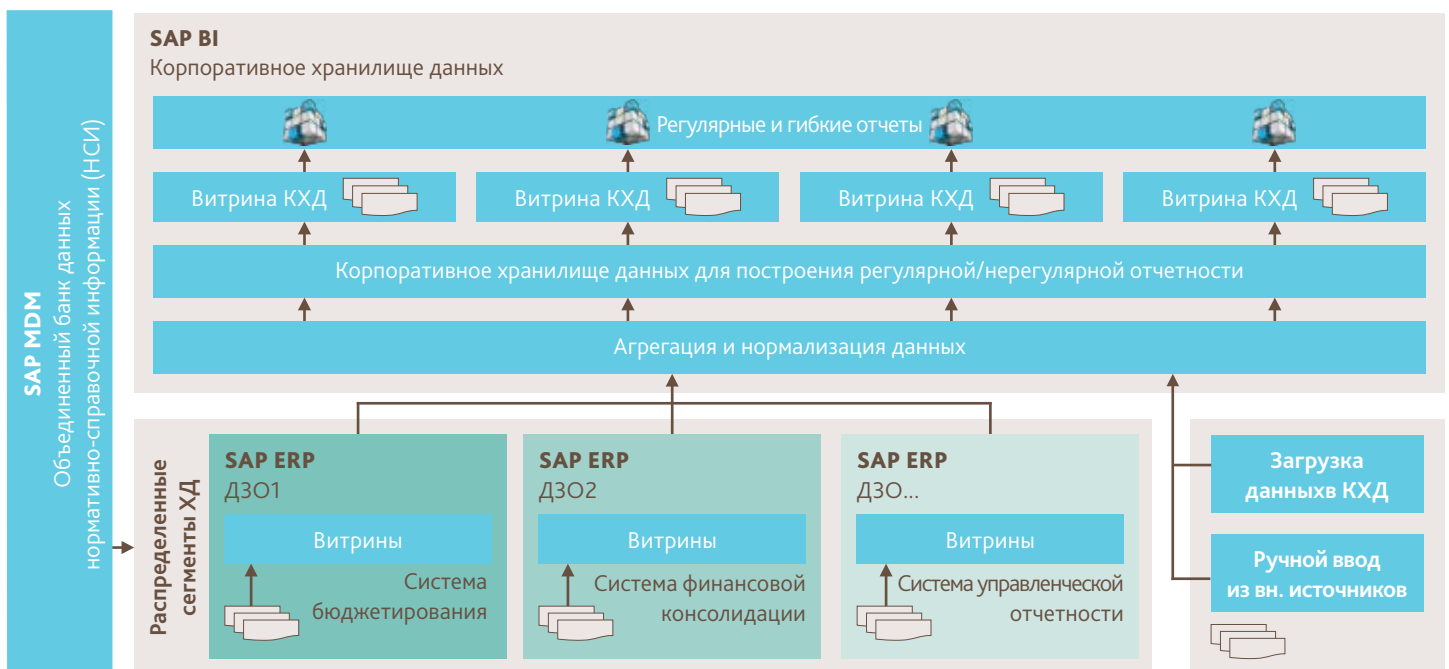 SAP MDM
Объединенный банк данных
нормативно-справочной информации (НСИ)
SAP BI
Корпоративное хранилище данных
Регулярные и гибкие отчеты
Витрина КХД
Витрина КХД
Витрина КХД
Витрина КХД
Корпоративное хранилище данных для построения регулярной/нерегулярной отчетности
Агрегация и нормализация данных
Распределенные
сегменты ХД
SAP ERP
ДЗО1
Витрины
Система
бюджетирования
SAP ERP
ДЗО2
Витрины
Система финансовой
консолидации
SAP ERP
ДЗО...
Витрины
Система управленческой
отчетности
Загрузка
данныхв КХД
Ручной ввод
из вн. источников